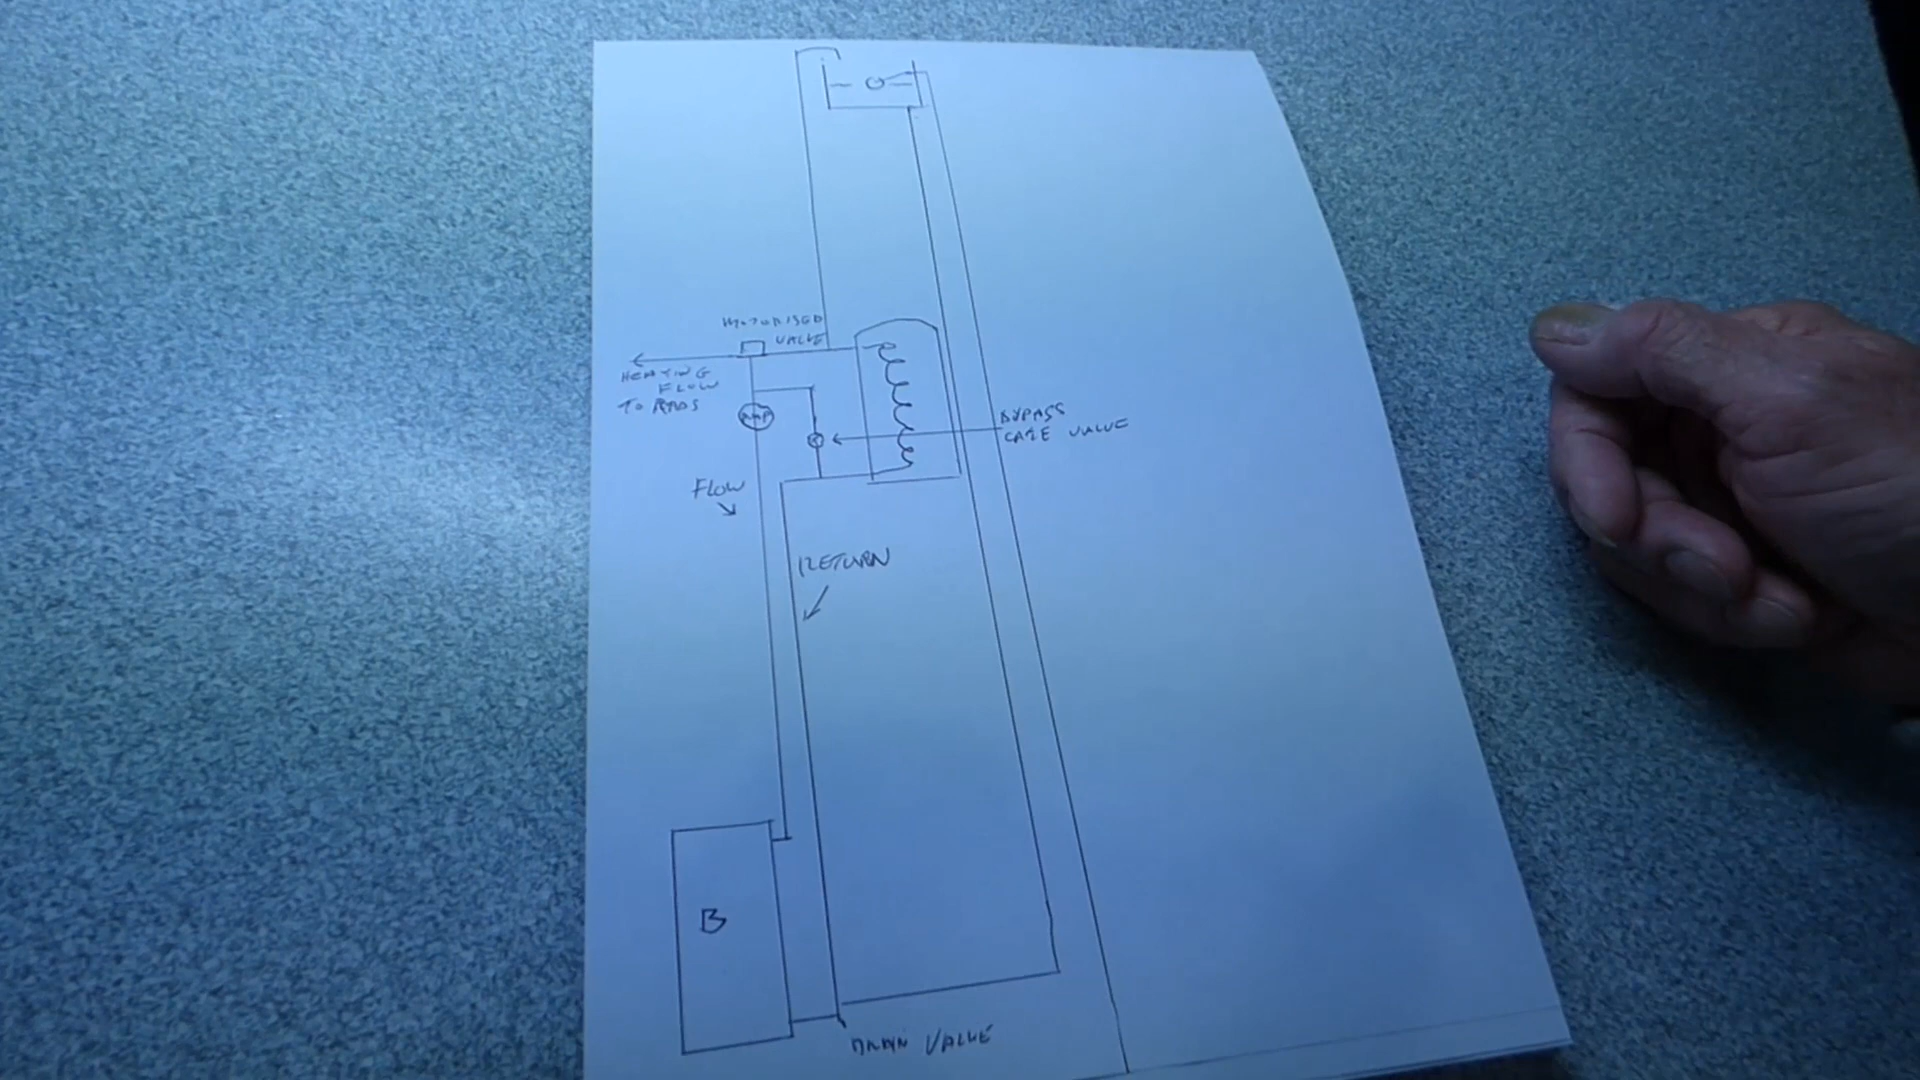 MOTORISED
VALVE
HEATING
FLOW
TO RADS
PUMP
BYPASS
GATE VALVE
FLOW
RETURN
B
DRAIN VALVE